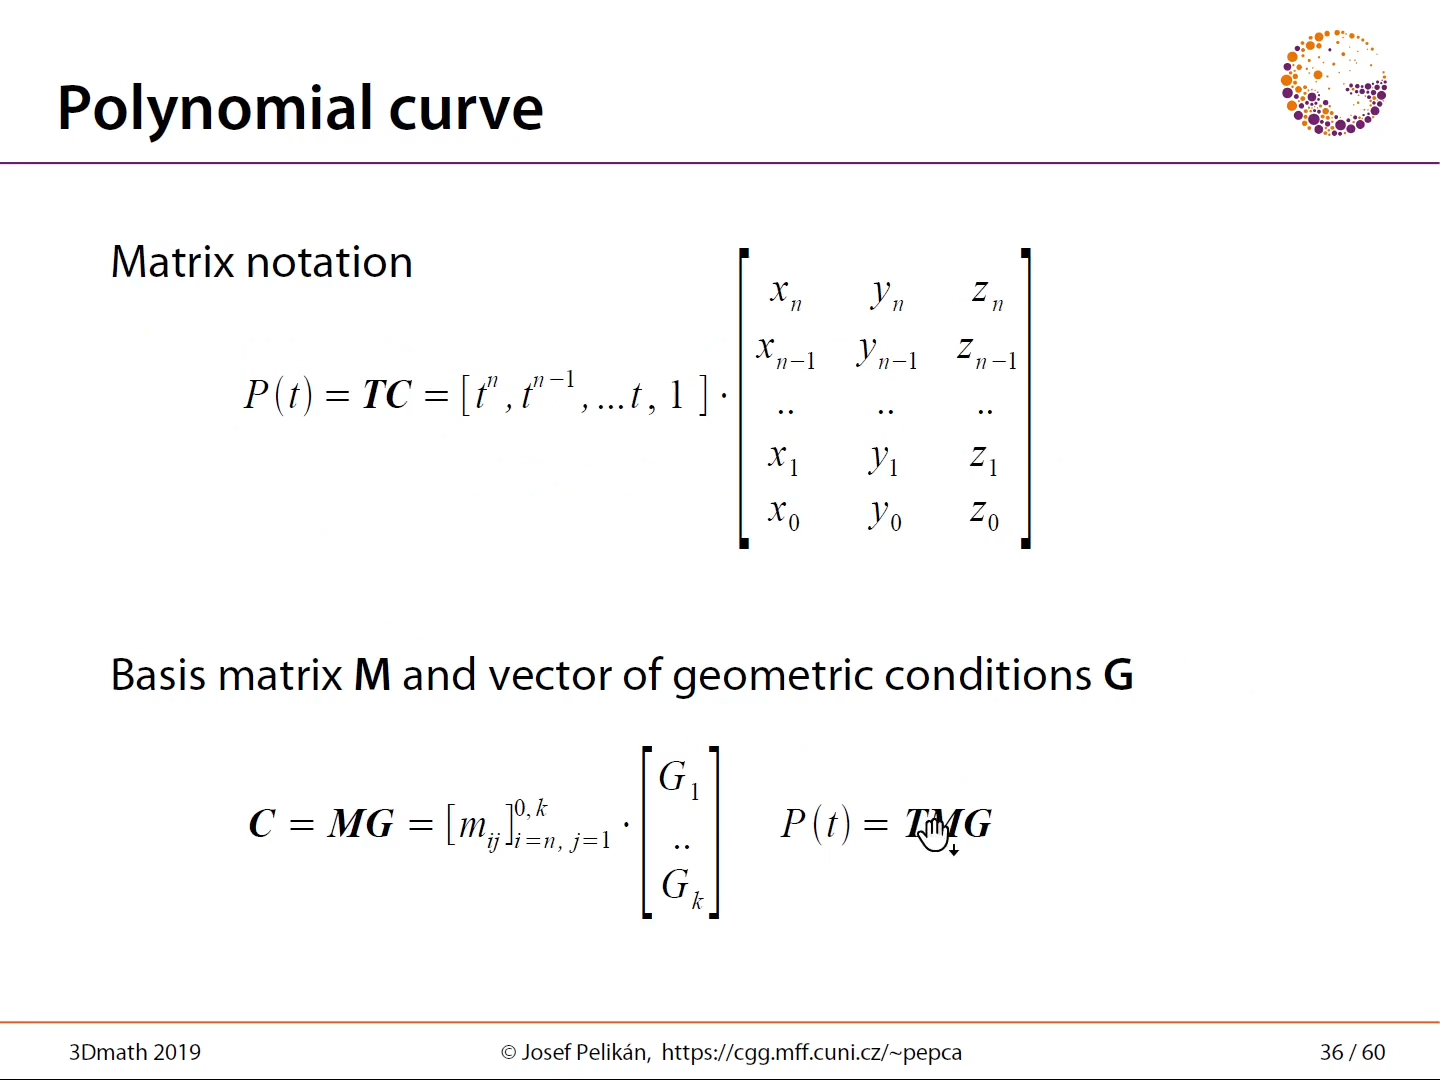 Polynomial curve
Matrix notation
P(t) = TC = [t^n, t^{n−1}, ...t, 1] · [x_n y_n z_n
x_{n−1} y_{n−1} z_{n−1}
.. .. ..
x_1 y_1 z_1
x_0 y_0 z_0]
Basis matrix M and vector of geometric conditions G
C = MG = [m_{ij}]_{i=n, j=1}^{0, k} · [G_1 .. G_k] P(t) = TMG
3Dmath 2019 © Josef Pelikán, https://cgg.mff.cuni.cz/~pepca 36 / 60